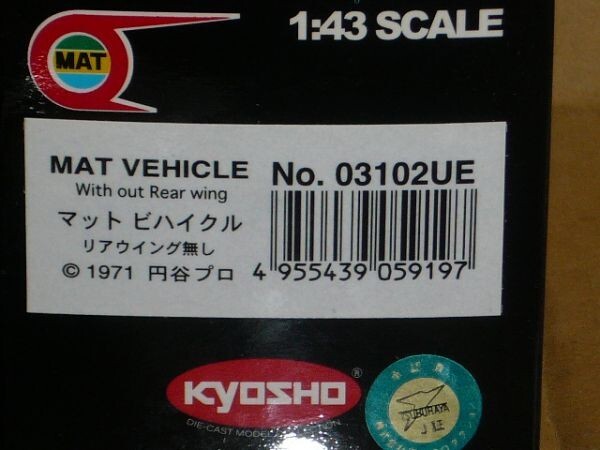 1:43 SCALE
MAT
MAT VEHICLE No. 03102UE
With out Rear wing
マット ビハイクル
リアウイング無し
© 1971 円谷プロ 4 955439 059197
KYOSHO ®
DIE-CAST MODEL
TSUBURAYA